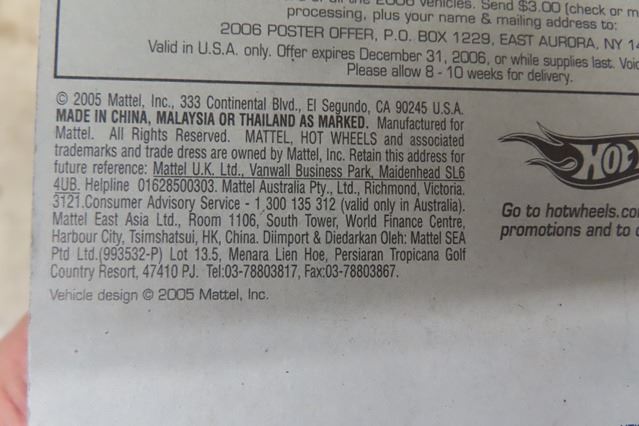 vehicles. Send $3.00 (check or m
processing, plus your name & mailing address to:
2006 POSTER OFFER, P.O. BOX 1229, EAST AURORA, NY 14
Valid in U.S.A. only. Offer expires December 31, 2006, or while supplies last. Void
Please allow 8 - 10 weeks for delivery.
© 2005 Mattel, Inc., 333 Continental Blvd., El Segundo, CA 90245 U.S.A.
MADE IN CHINA, MALAYSIA OR THAILAND AS MARKED. Manufactured for
Mattel. All Rights Reserved. MATTEL, HOT WHEELS and associated
trademarks and trade dress are owned by Mattel, Inc. Retain this address for
future reference: Mattel U.K. Ltd., Vanwall Business Park, Maidenhead SL6
4UB. Helpline 01628500303. Mattel Australia Pty., Ltd., Richmond, Victoria.
3121.Consumer Advisory Service - 1 300 135 312 (valid only in Australia).
Mattel East Asia Ltd., Room 1106, South Tower, World Finance Centre,
Harbour City, Tsimshatsui, HK, China. Diimport & Diedarkan Oleh: Mattel SEA
Ptd Ltd.(993532-P) Lot 13.5, Menara Lien Hoe, Persiaran Tropicana Golf
Country Resort, 47410 PJ. Tel:03-78803817, Fax:03-78803867.
Vehicle design © 2005 Mattel, Inc.
HOT
Go to hotwheels.co
promotions and to